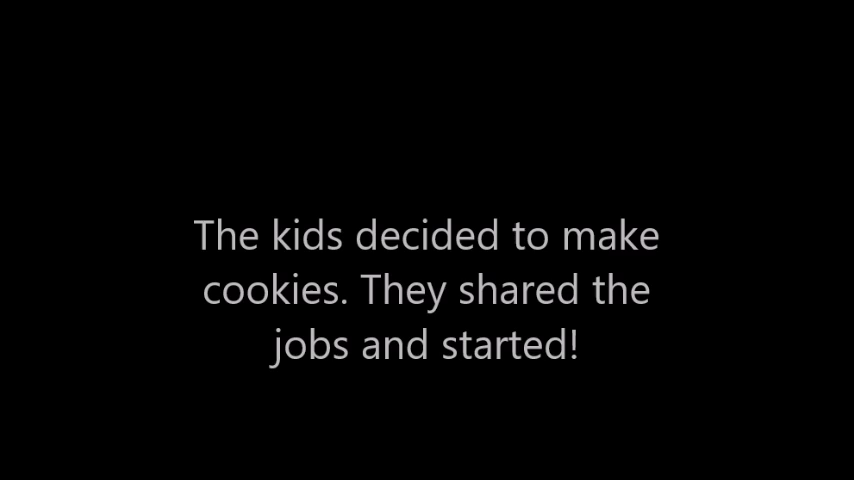 The kids decided to make
cookies. They shared the
jobs and started!